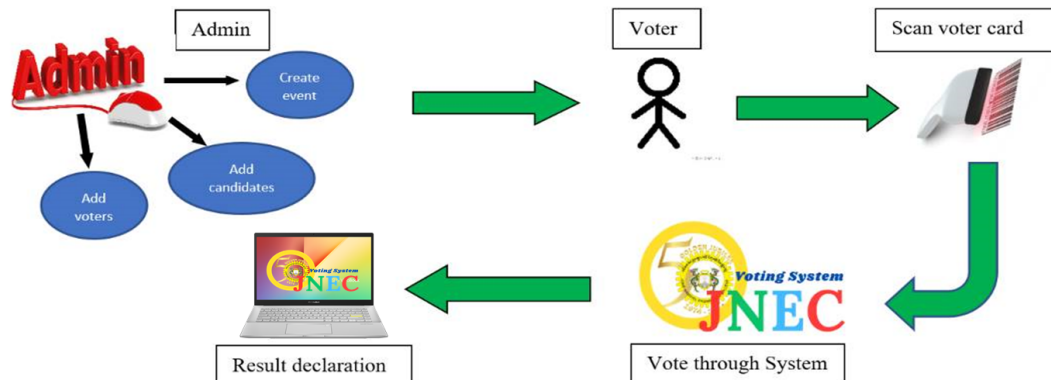 Admin
Voter
Scan voter card
Admin
Create
event
Add
candidates
Add
voters
Voting System
JNEC
Voting System
JNEC
Result declaration
Vote through System